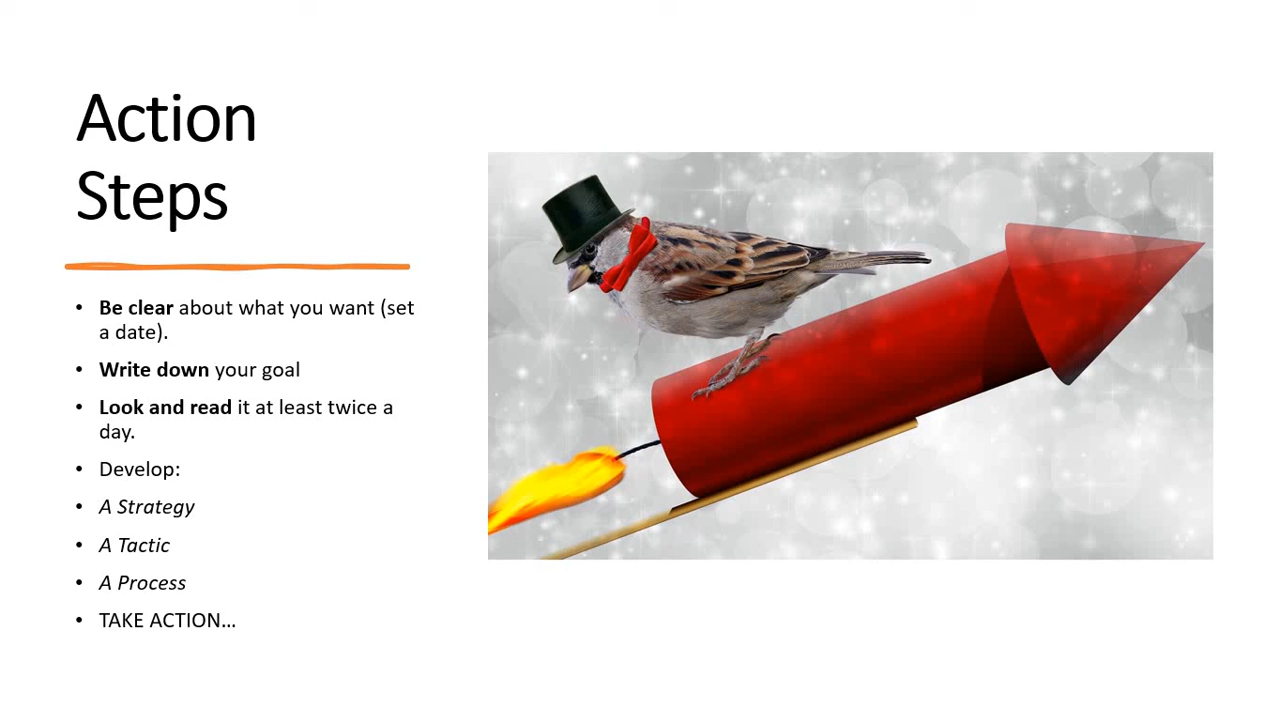 Action
Steps
• Be clear about what you want (set
a date).
• Write down your goal
• Look and read it at least twice a
day.
• Develop:
• A Strategy
• A Tactic
• A Process
• TAKE ACTION…